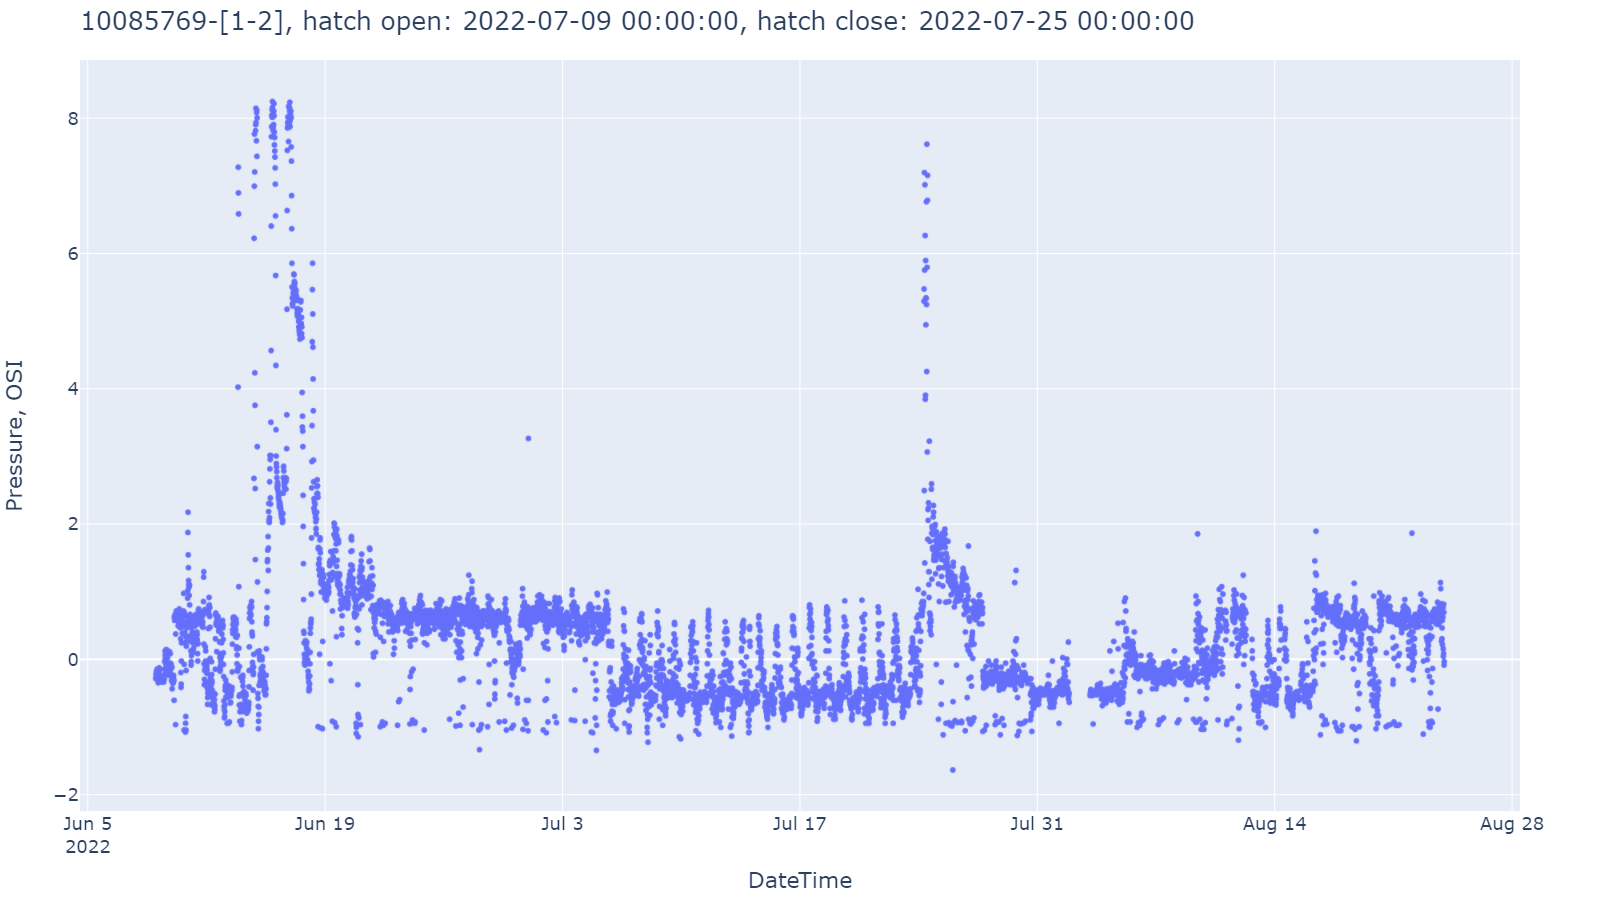 10085769-[1-2], hatch open: 2022-07-09 00:00:00, hatch close: 2022-07-25 00:00:00
8
6
4
2
0
−2
Pressure, OSI
Jun 5
2022
Jun 19
Jul 3
Jul 17
Jul 31
Aug 14
Aug 28
DateTime